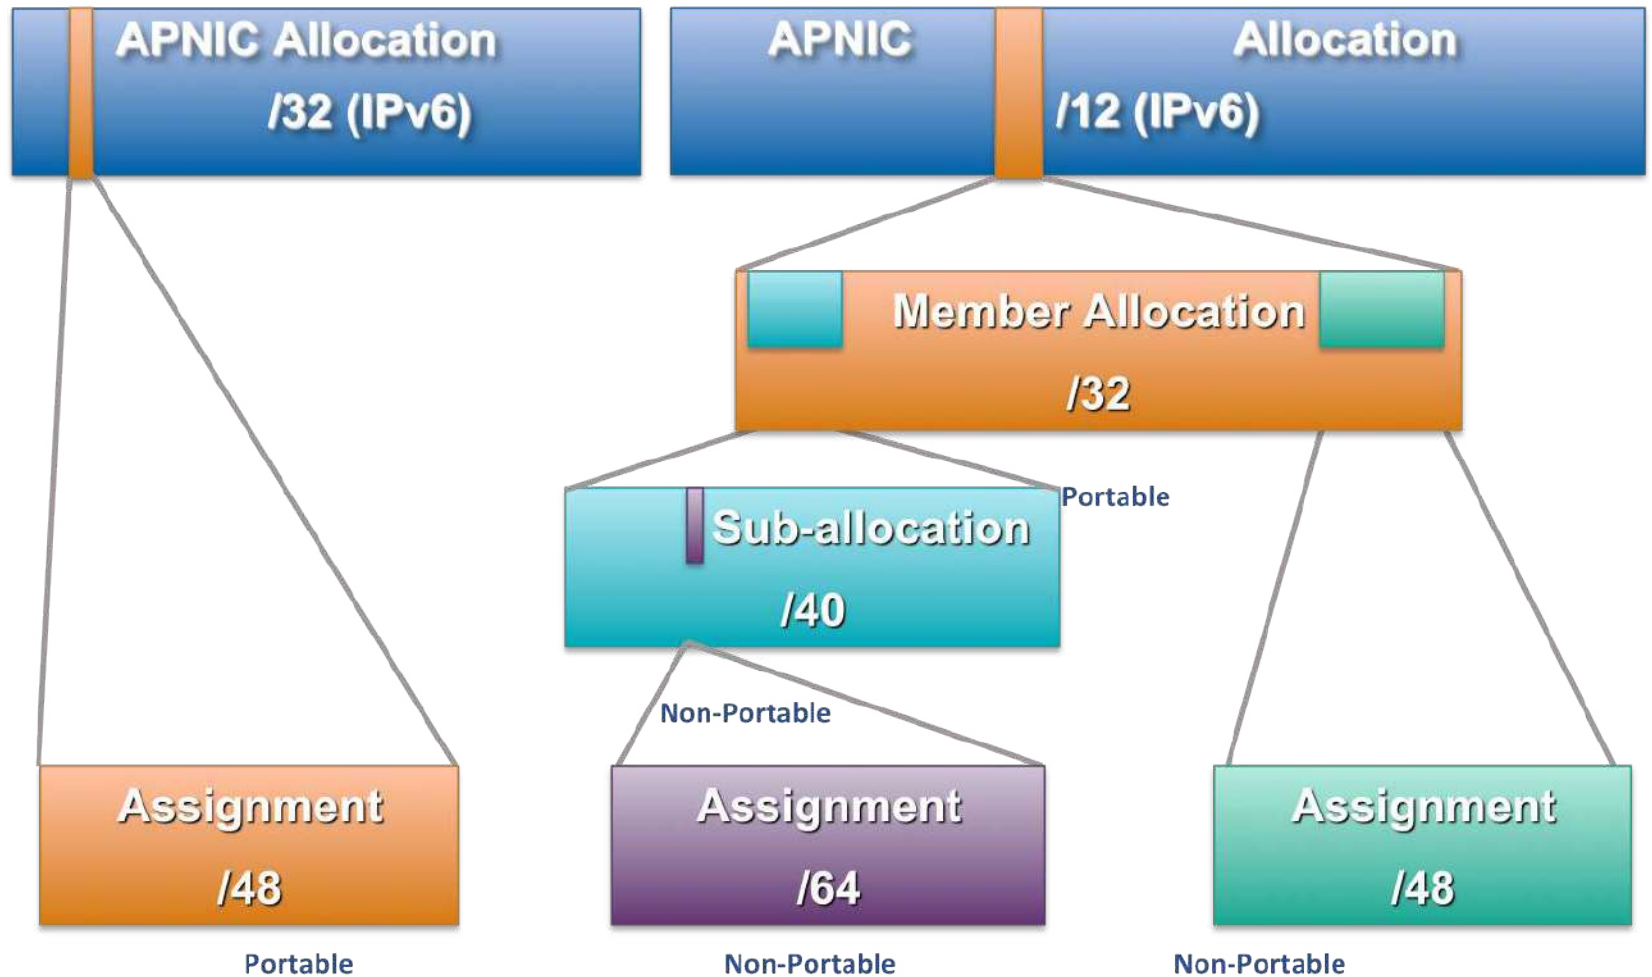 APNIC Allocation
/32 (IPv6)
APNIC Allocation
/12 (IPv6)
Member Allocation
/32
Portable
Sub-allocation
/40
Non-Portable
Assignment
/48
Portable
Assignment
/64
Non-Portable
Assignment
/48
Non-Portable